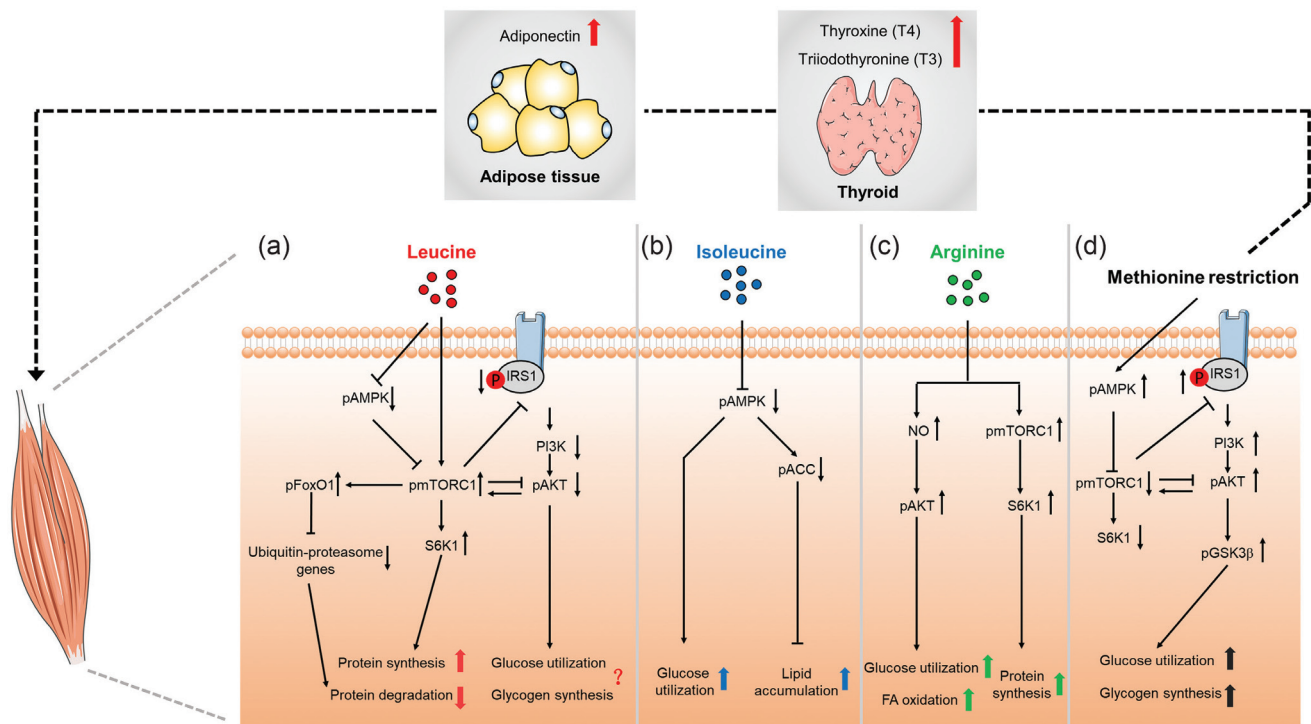 Adiponectin
Adipose tissue
Thyroxine (T4)
Triiodothyronine (T3)
Thyroid
(a)
Leucine
P
IRS1
pAMPK
PI3K
pFoxO1
pmTORC1
pAKT
Ubiquitin-proteasome
genes
S6K1
Protein synthesis
Protein degradation
Glucose utilization
Glycogen synthesis
?
(b)
Isoleucine
pAMPK
pACC
Glucose
utilization
Lipid
accumulation
(c)
Arginine
NO
pmTORC1
pAKT
S6K1
Glucose utilization
FA oxidation
Protein
synthesis
(d)
Methionine restriction
P
IRS1
pAMPK
PI3K
pmTORC1
pAKT
S6K1
pGSK3β
Glucose utilization
Glycogen synthesis